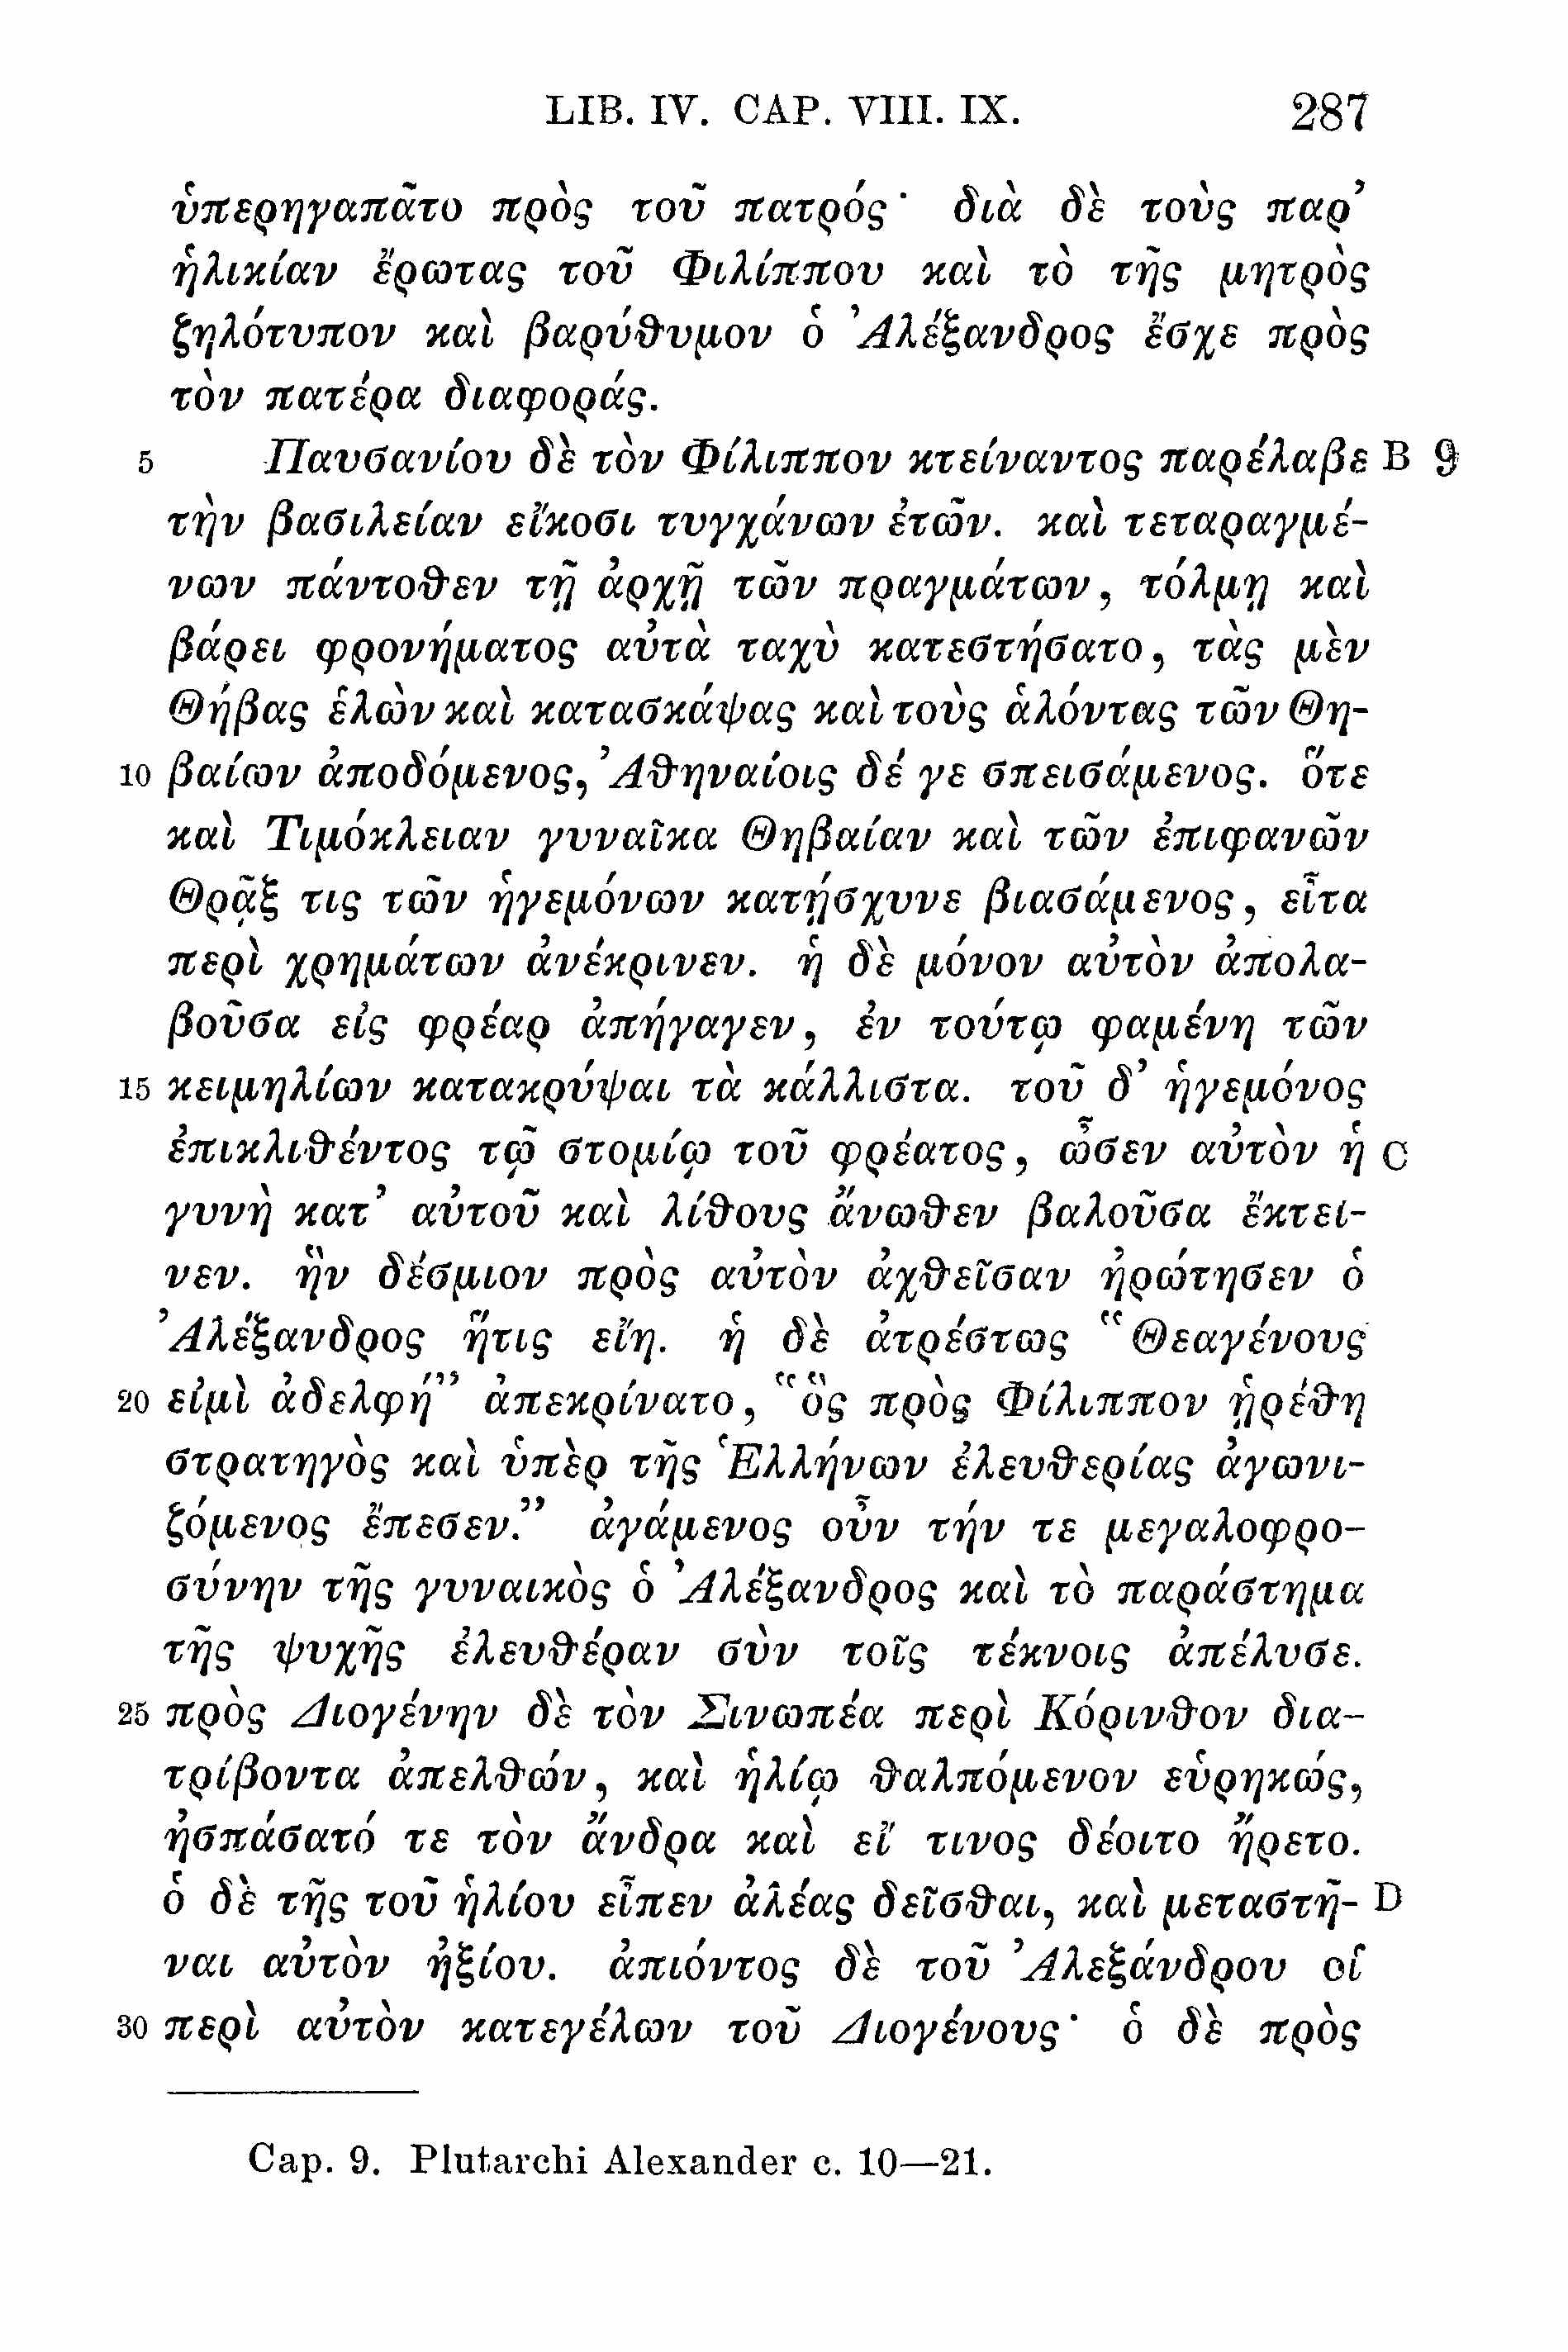 LIB. IV. CAP. VIII. IX. 287
ὑπερηγαπᾶτο πρὸς τοῦ πατρός· διὰ δὲ τοὺς παρ’
ἡλικίαν ἔρωτας τοῦ Φιλίππου καὶ τὸ τῆς μητρὸς
ζηλότυπον καὶ βαρύθυμον ὁ Ἀλέξανδρος ἔσχε πρὸς
τὸν πατέρα διαφοράς.
5 Παυσανίου δὲ τὸν Φίλιππον κτείναντος παρέλαβε B 9
τὴν βασιλείαν εἴκοσι τυγχάνων ἐτῶν. καὶ τεταραγμέ-
νων πάντοθεν τῇ ἀρχῇ τῶν πραγμάτων, τόλμῃ καὶ
βάρει φρονήματος αὐτὰ ταχὺ κατεστήσατο, τὰς μὲν
Θήβας ἑλὼν καὶ κατασκάψας καὶ τοὺς ἁλόντας τῶν Θη-
10 βαίων ἀποδόμενος, Ἀθηναίοις δέ γε σπεισάμενος. ὅτε
καὶ Τιμόκλειαν γυναῖκα Θηβαίαν καὶ τῶν ἐπιφανῶν
Θρᾷξ τις τῶν ἡγεμόνων κατῄσχυνε βιασάμενος, εἶτα
περὶ χρημάτων ἀνέκρινεν. ἡ δὲ μόνον αὐτὸν ἀπολα-
βοῦσα εἰς φρέαρ ἀπήγαγεν, ἐν τούτῳ φαμένη τῶν
15 κειμηλίων κατακρύψαι τὰ κάλλιστα. τοῦ δ’ ἡγεμόνος
ἐπικλιθέντος τῷ στομίῳ τοῦ φρέατος, ὦσεν αὐτὸν ἡ C
γυνὴ κατ’ αὐτοῦ καὶ λίθους ἄνωθεν βαλοῦσα ἔκτει-
νεν. ἣν δέσμιον πρὸς αὐτὸν ἀχθεῖσαν ἠρώτησεν ὁ
Ἀλέξανδρος ἥτις εἴη. ἡ δὲ ἀτρέστως “Θεαγένους
20 εἰμὶ ἀδελφή” ἀπεκρίνατο, “ὃς πρὸς Φίλιππον ᾑρέθη
στρατηγὸς καὶ ὑπὲρ τῆς Ἑλλήνων ἐλευθερίας ἀγωνι-
ζόμενος ἔπεσεν.” ἀγάμενος οὖν τήν τε μεγαλοφρο-
σύνην τῆς γυναικὸς ὁ Ἀλέξανδρος καὶ τὸ παράστημα
τῆς ψυχῆς ἐλευθέραν σὺν τοῖς τέκνοις ἀπέλυσε.
25 πρὸς Διογένην δὲ τὸν Σινωπέα περὶ Κόρινθον δια-
τρίβοντα ἀπελθών, καὶ ἡλίῳ θαλπόμενον εὑρηκώς,
ἠσπάσατό τε τὸν ἄνδρα καὶ εἴ τινος δέοιτο ἤρετο.
ὁ δὲ τῆς τοῦ ἡλίου εἶπεν ἀλέας δεῖσθαι, καὶ μεταστῆ- D
ναι αὐτὸν ἠξίου. ἀπιόντος δὲ τοῦ Ἀλεξάνδρου οἱ
30 περὶ αὐτὸν κατεγέλων τοῦ Διογένους· ὁ δὲ πρὸς
Cap. 9. Plutarchi Alexander c. 10—21.